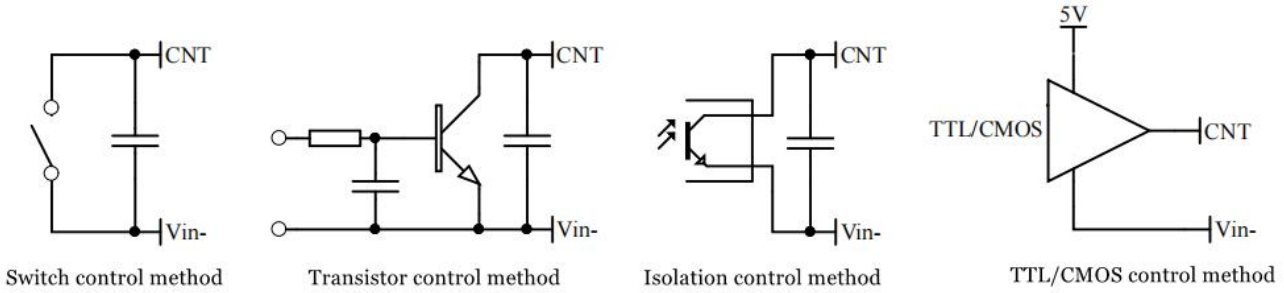 5V
CNT
CNT
CNT
TTL/CMOS
CNT
Vin-
Vin-
Vin-
Vin-
Switch control method
Transistor control method
Isolation control method
TTL/CMOS control method